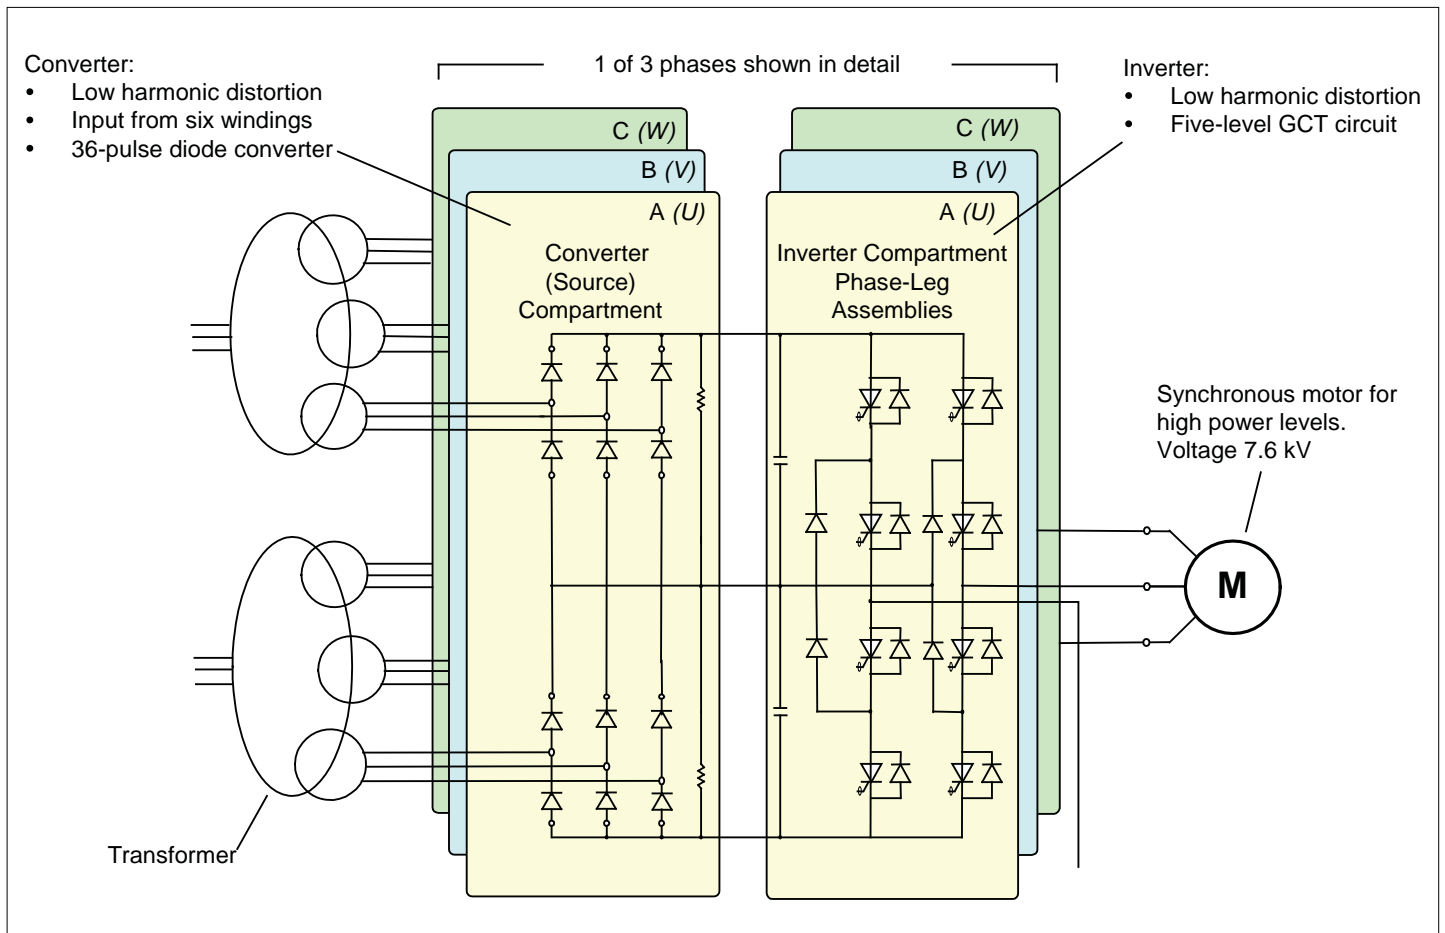 Converter:
• Low harmonic distortion
• Input from six windings
• 36-pulse diode converter
1 of 3 phases shown in detail
Inverter:
• Low harmonic distortion
• Five-level GCT circuit
C (W)
B (V)
A (U)
Converter
(Source)
Compartment
C (W)
B (V)
A (U)
Inverter Compartment
Phase-Leg
Assemblies
Synchronous motor for
high power levels.
Voltage 7.6 kV
M
Transformer